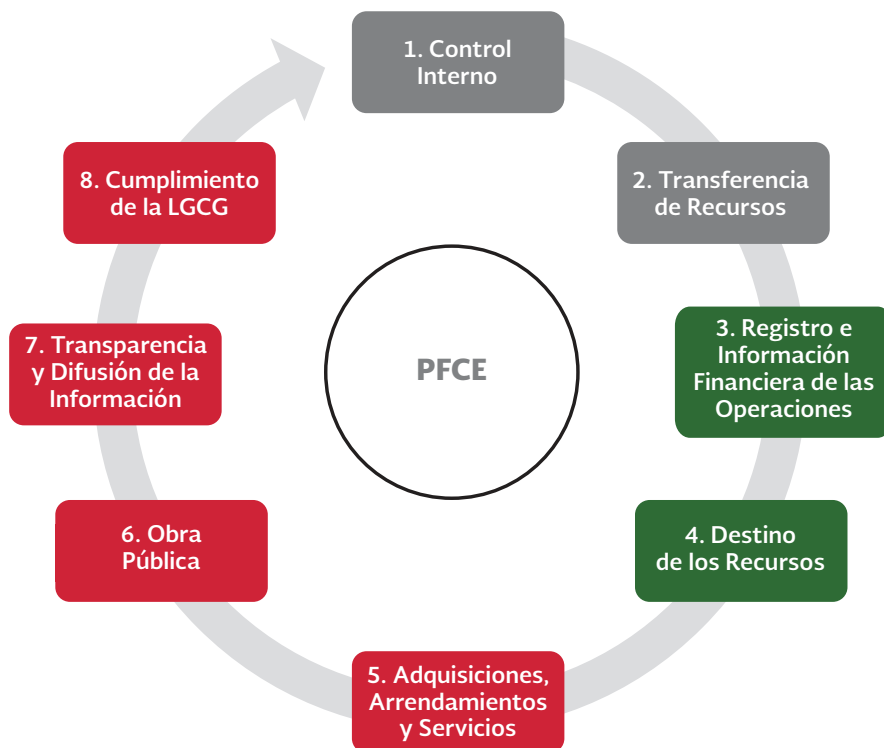 1. Control
Interno
2. Transferencia
de Recursos
3. Registro e
Información
Financiera de las
Operaciones
4. Destino
de los Recursos
5. Adquisiciones,
Arrendamientos
y Servicios
6. Obra
Pública
7. Transparencia
y Difusión de la
Información
8. Cumplimiento
de la LGCG
PFCE